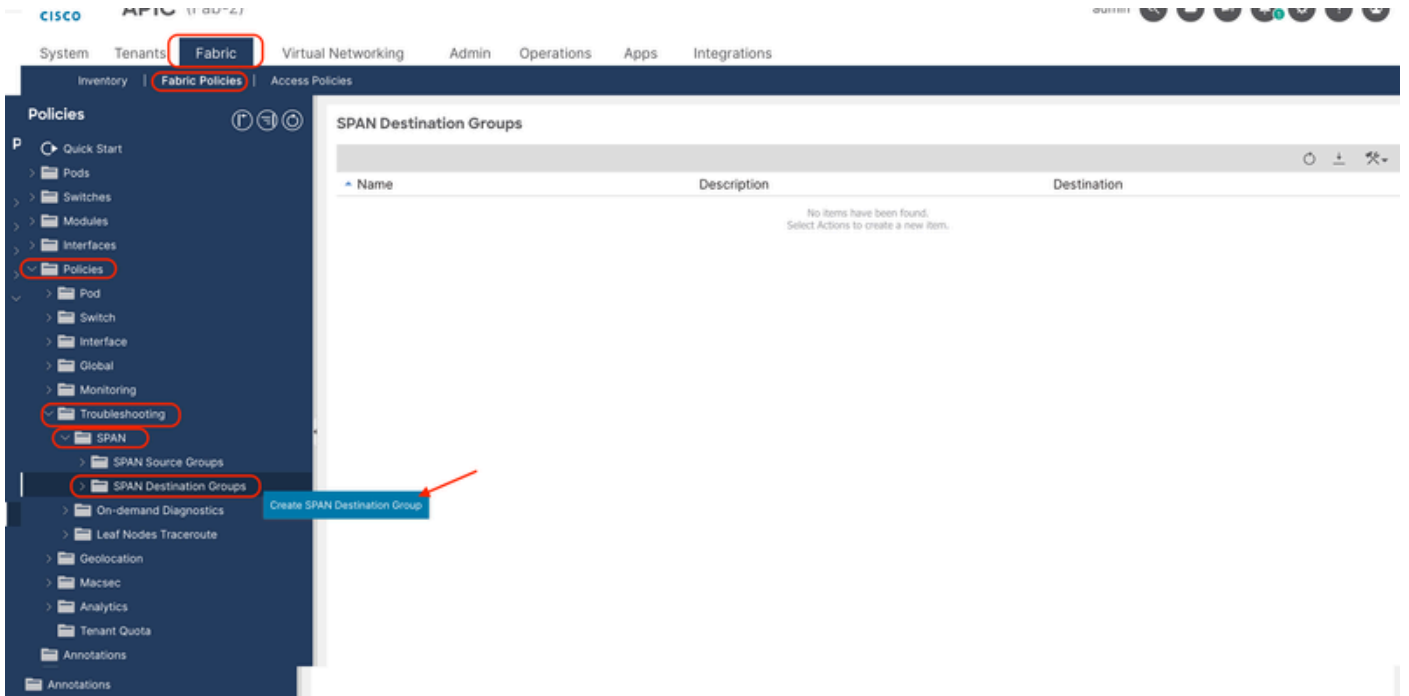 CISCO APIC (Fab-2) admin
System Tenants Fabric Virtual Networking Admin Operations Apps Integrations
Inventory | Fabric Policies | Access Policies
Policies
P
Quick Start
Pods
Switches
Modules
Interfaces
Policies
Pod
Switch
Interface
Global
Monitoring
Troubleshooting
SPAN
SPAN Source Groups
SPAN Destination Groups
Create SPAN Destination Group
On-demand Diagnostics
Leaf Nodes Traceroute
Geolocation
Macsec
Analytics
Tenant Quota
Annotations
Annotations
SPAN Destination Groups
Name Description Destination
No items have been found.
Select Actions to create a new item.